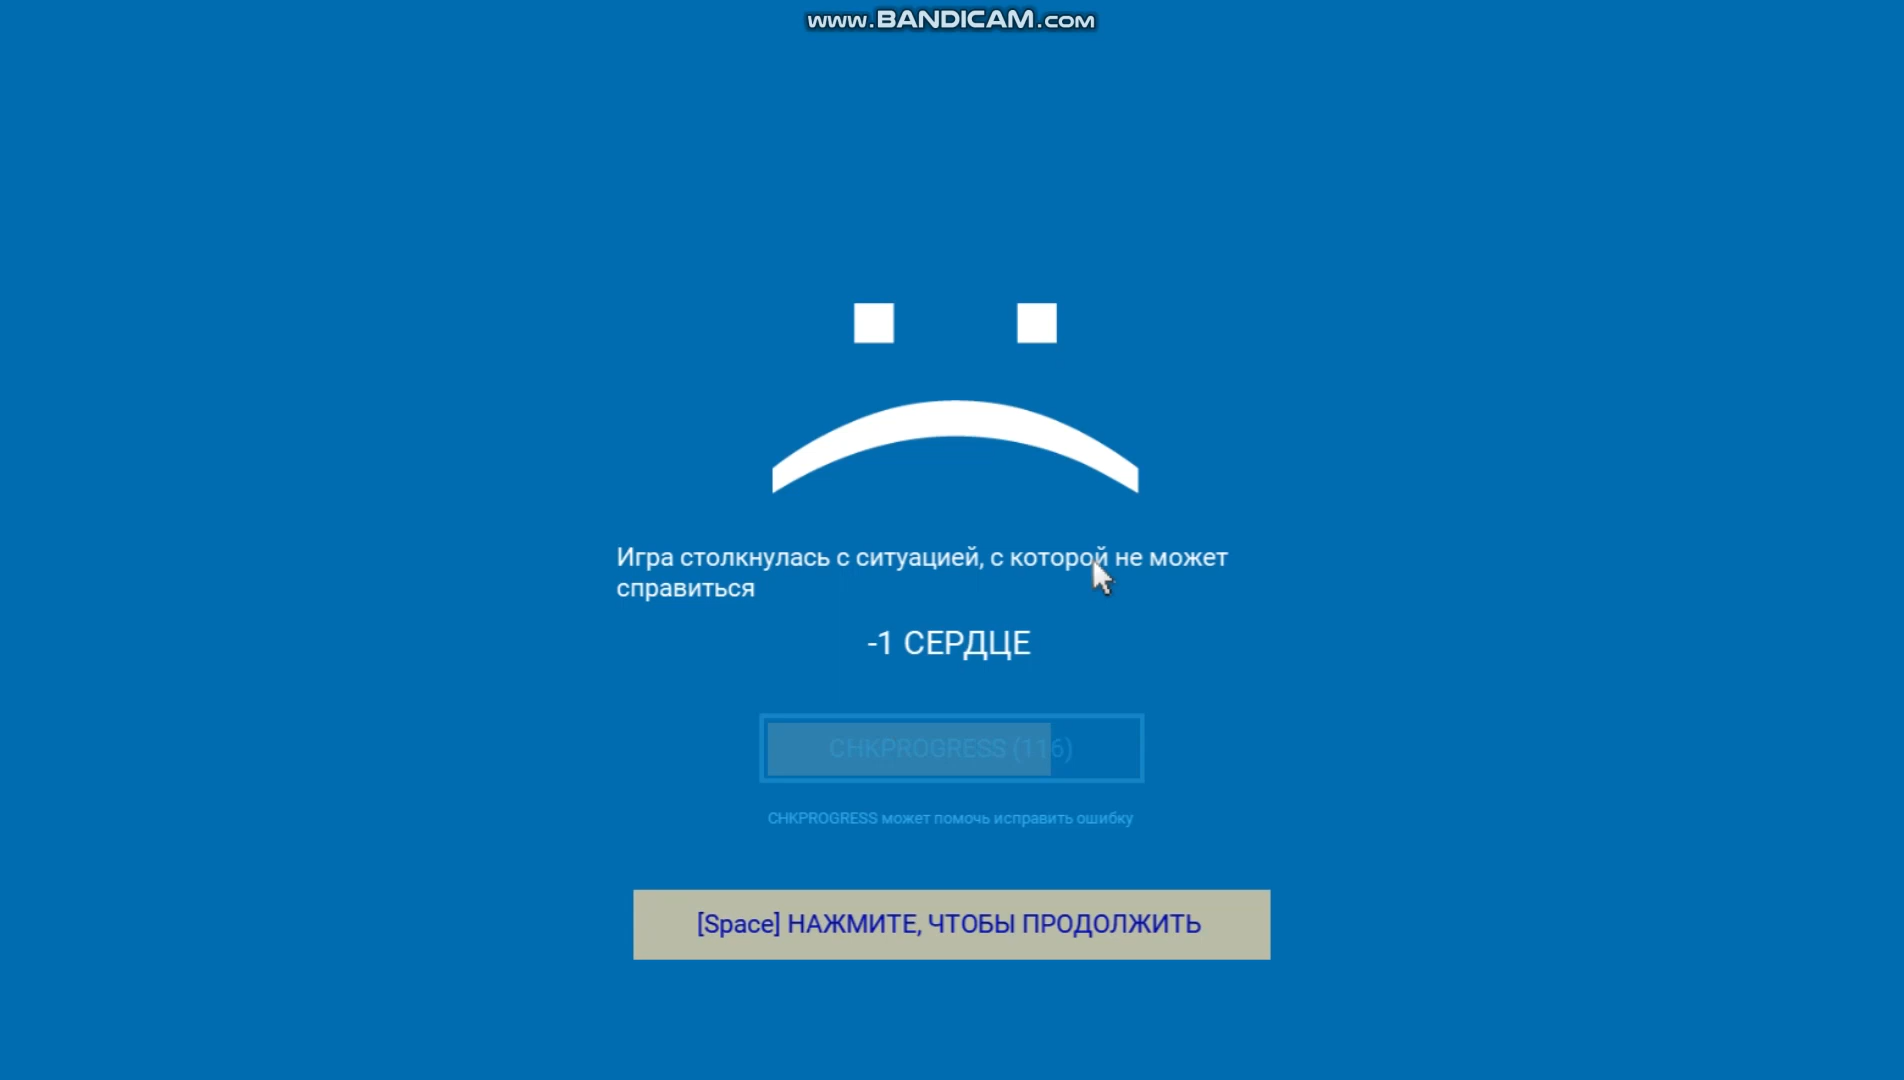 www.BANDICAM.com
Игра столкнулась с ситуацией, с которой не может
справиться
-1 СЕРДЦЕ
CHKPROGRESS (116)
CHKPROGRESS может помочь исправить ошибку
[Space] НАЖМИТЕ, ЧТОБЫ ПРОДОЛЖИТЬ